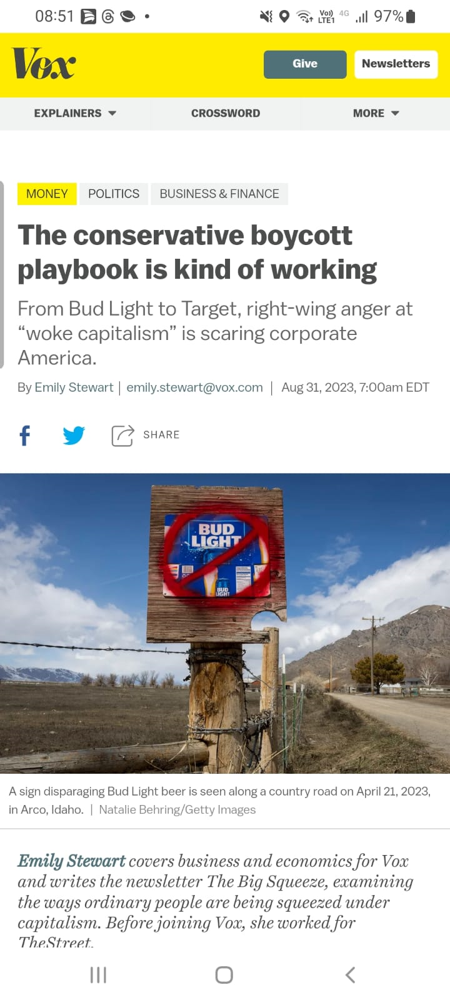 08:51
Vo)) LTE1 4G 97%
Vox
Give
Newsletters
EXPLAINERS
CROSSWORD
MORE
MONEY
POLITICS
BUSINESS & FINANCE
The conservative boycott
playbook is kind of working
From Bud Light to Target, right-wing anger at
“woke capitalism” is scaring corporate
America.
By Emily Stewart | emily.stewart@vox.com | Aug 31, 2023, 7:00am EDT
SHARE
BUD
LIGHT
BUD
LIGHT
A sign disparaging Bud Light beer is seen along a country road on April 21, 2023,
in Arco, Idaho. | Natalie Behring/Getty Images
Emily Stewart covers business and economics for Vox
and writes the newsletter The Big Squeeze, examining
the ways ordinary people are being squeezed under
capitalism. Before joining Vox, she worked for
TheStreet.